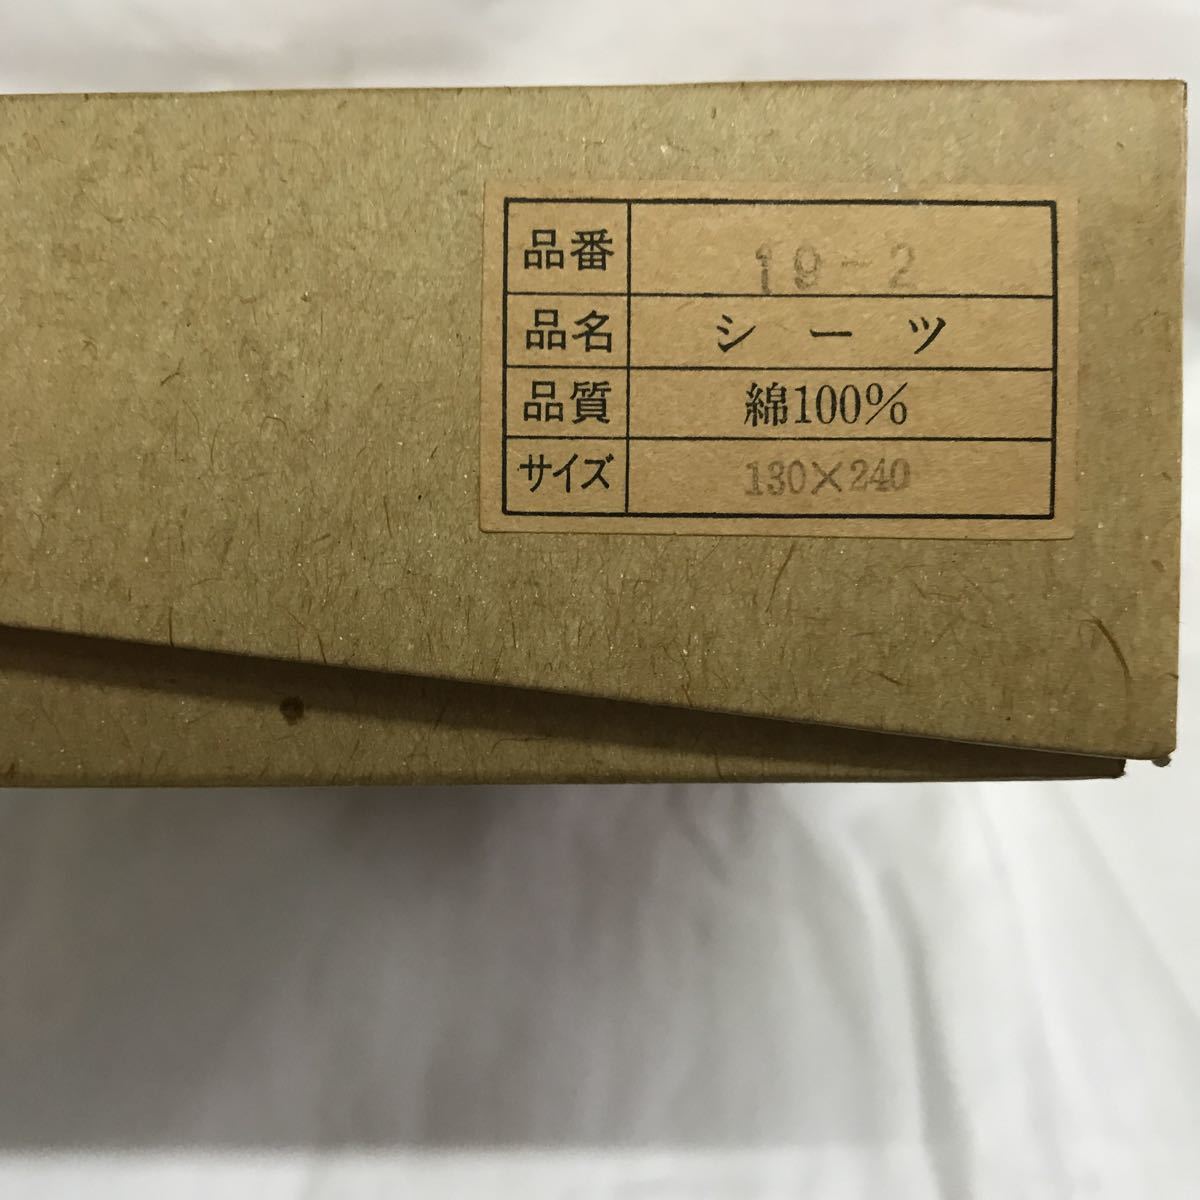 品番 19-2
品名 シーツ
品質 綿100%
サイズ 130×240